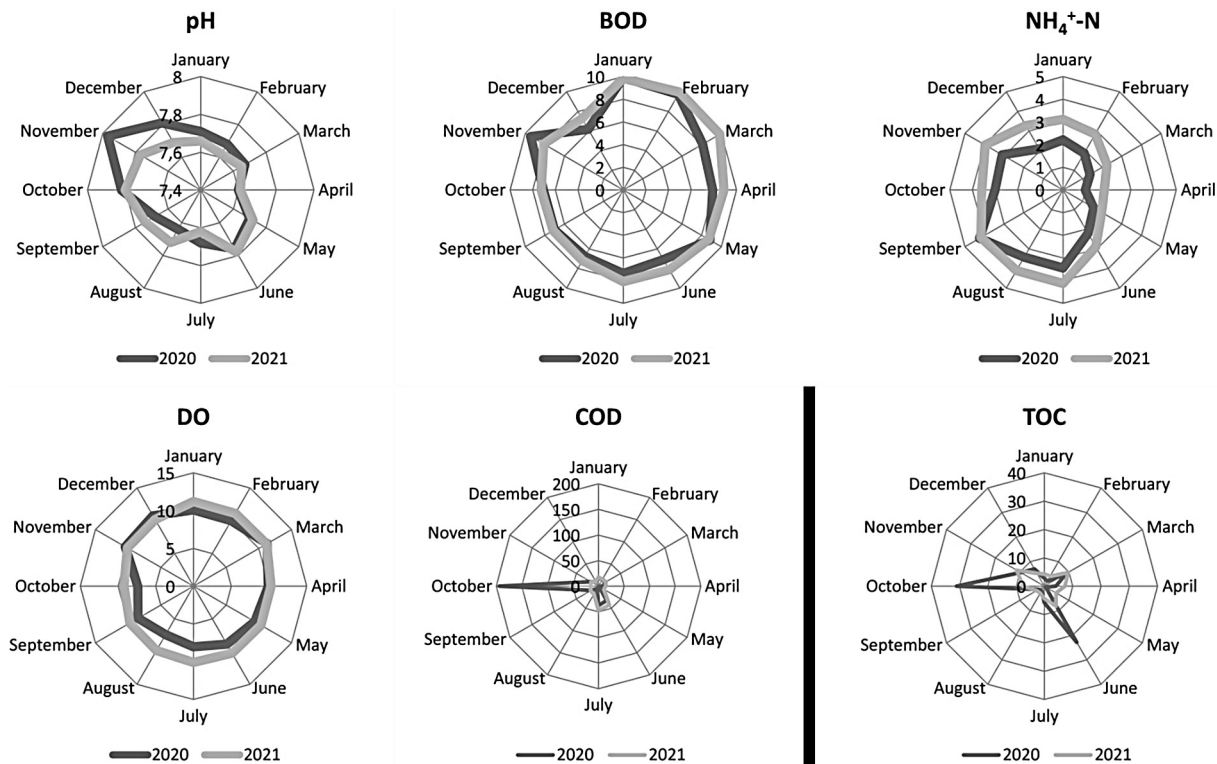 pH
January
February
March
April
May
June
July
August
September
October
November
December
8
7,8
7,6
7,4
2020 2021
BOD
January
February
March
April
May
June
July
August
September
October
November
December
10
8
6
4
2
0
2020 2021
NH₄⁺-N
January
February
March
April
May
June
July
August
September
October
November
December
5
4
3
2
1
0
2020 2021
DO
January
February
March
April
May
June
July
August
September
October
November
December
15
10
5
0
2020 2021
COD
January
February
March
April
May
June
July
August
September
October
November
December
200
150
100
50
0
2020 2021
TOC
January
February
March
April
May
June
July
August
September
October
November
December
40
30
20
10
0
2020 2021